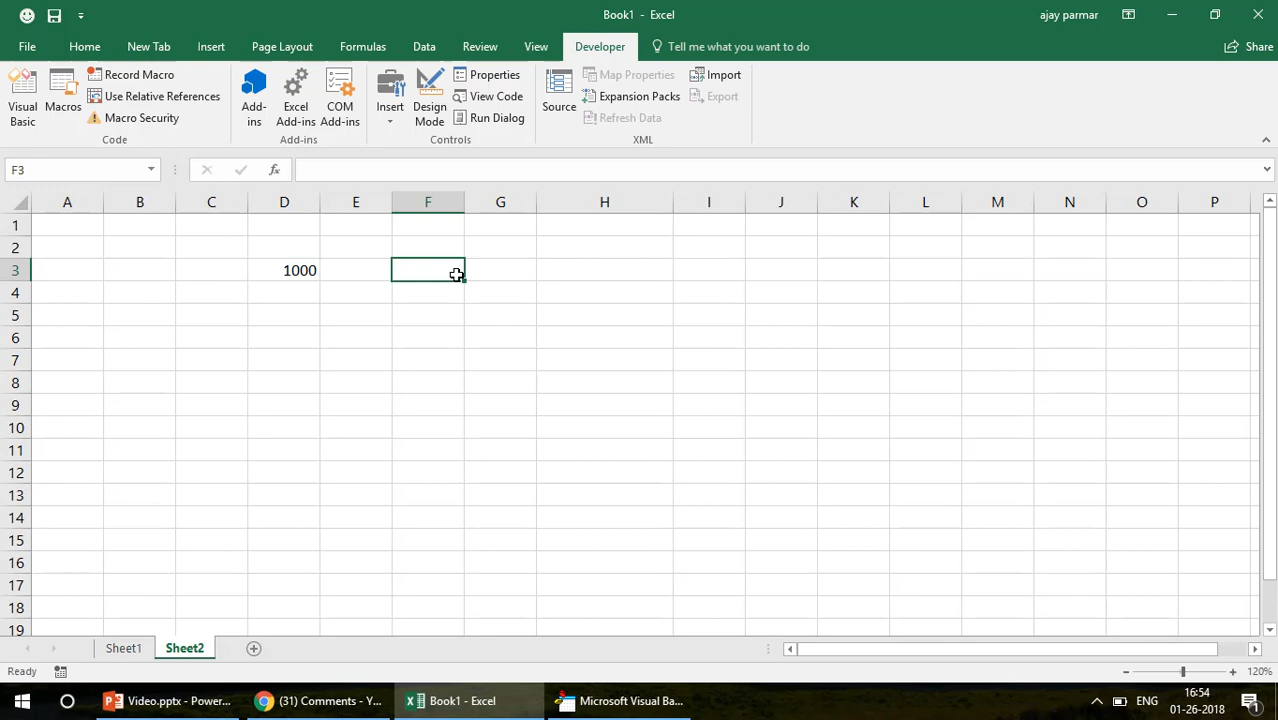 Book1 - Excel
ajay parmar
File
Home
New Tab
Insert
Page Layout
Formulas
Data
Review
View
Developer
Tell me what you want to do
Share
Visual Basic
Macros
Record Macro
Use Relative References
Macro Security
Code
Add-ins
Excel Add-ins
COM Add-ins
Add-ins
Insert
Design Mode
Properties
View Code
Run Dialog
Controls
Source
Map Properties
Expansion Packs
Refresh Data
Import
Export
XML
F3
fx
A B C D E F G H I J K L M N O P
1
2
3 1000
4
5
6
7
8
9
10
11
12
13
14
15
16
17
18
19
Sheet1
Sheet2
Ready
120%
Video.pptx - Power...
(31) Comments - Y...
Book1 - Excel
Microsoft Visual Ba...
ENG
16:54
01-26-2018
1